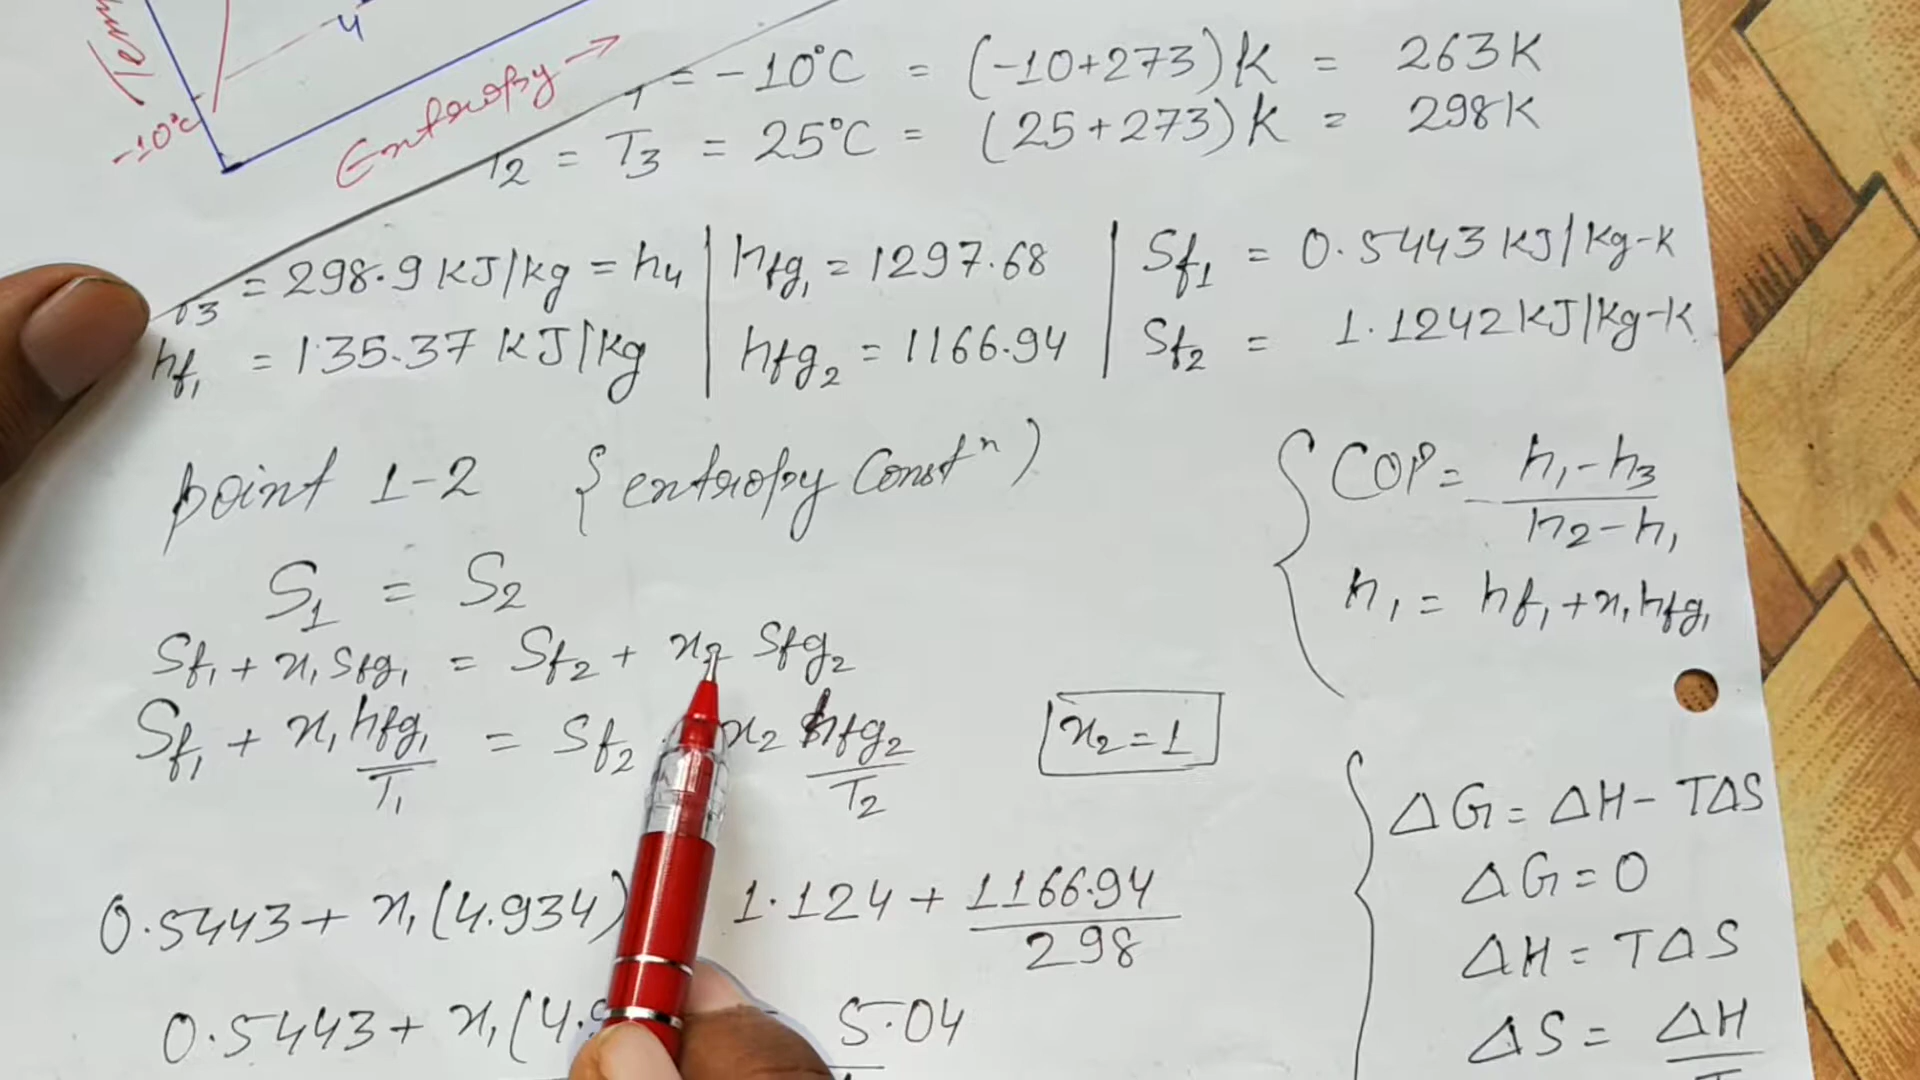 4
-10°C
Entropy →
= -10°C = (-10+273)K = 263K
T2 = T3 = 25°C = (25+273)K = 298K
= 298.9 KJ/kg = h4 | hfg1 = 1297.68 | Sf1 = 0.5443 KJ/Kg-K
hf1 = 135.37 KJ/kg | hfg2 = 1166.94 | Sf2 = 1.1242 KJ/Kg-K
point 1-2 {entropy Constⁿ)
S1 = S2
Sf1 + x1 Sfg1 = Sf2 + x2 Sfg2
Sf1 + x1 hfg1/T1 = Sf2 x2 hfg2/T2
x2 = 1
0.5443 + x1 (4.934) 1.124 + 1166.94/298
0.5443 + x1 (4.9 5.04
COP = h1-h3/h2-h1
h1 = hf1 + x1 hfg1
ΔG = ΔH - TΔS
ΔG = 0
ΔH = TΔS
ΔS = ΔH/T